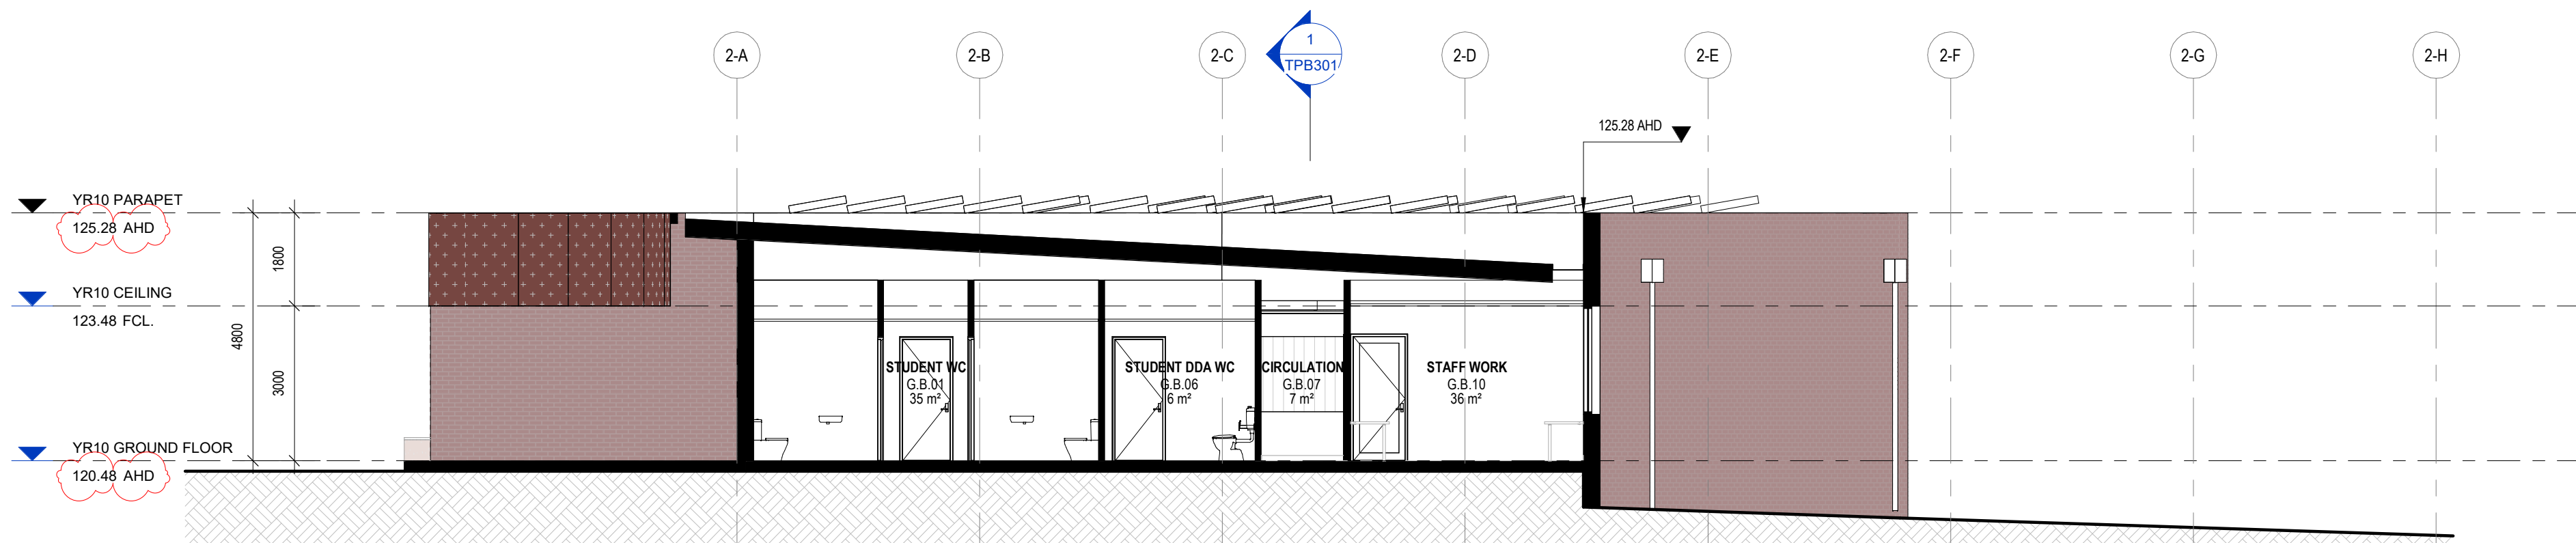 2-A
2-B
2-C
1
TPB301
2-D
2-E
2-F
2-G
2-H
125.28 AHD
YR10 PARAPET
125.28 AHD
1800
YR10 CEILING
123.48 FCL.
4800
3000
STUDENT WC
G.B.01
35 m²
STUDENT DDA WC
G.B.06
6 m²
CIRCULATION
G.B.07
7 m²
STAFF WORK
G.B.10
36 m²
YR10 GROUND FLOOR
120.48 AHD